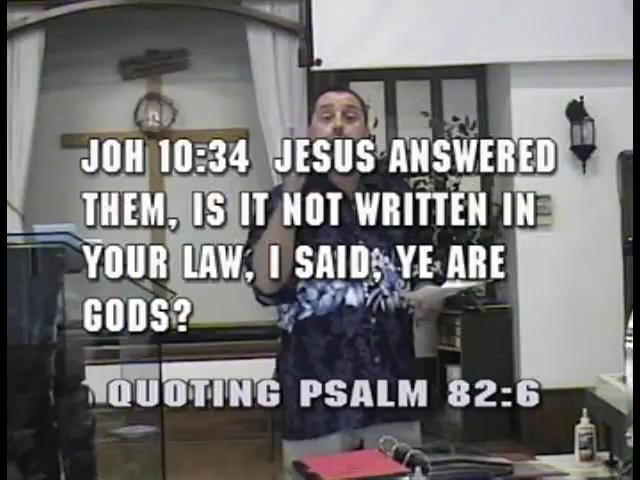 JOH 10:34 JESUS ANSWERED
THEM, IS IT NOT WRITTEN IN
YOUR LAW, I SAID, YE ARE
GODS?
QUOTING PSALM 82:6